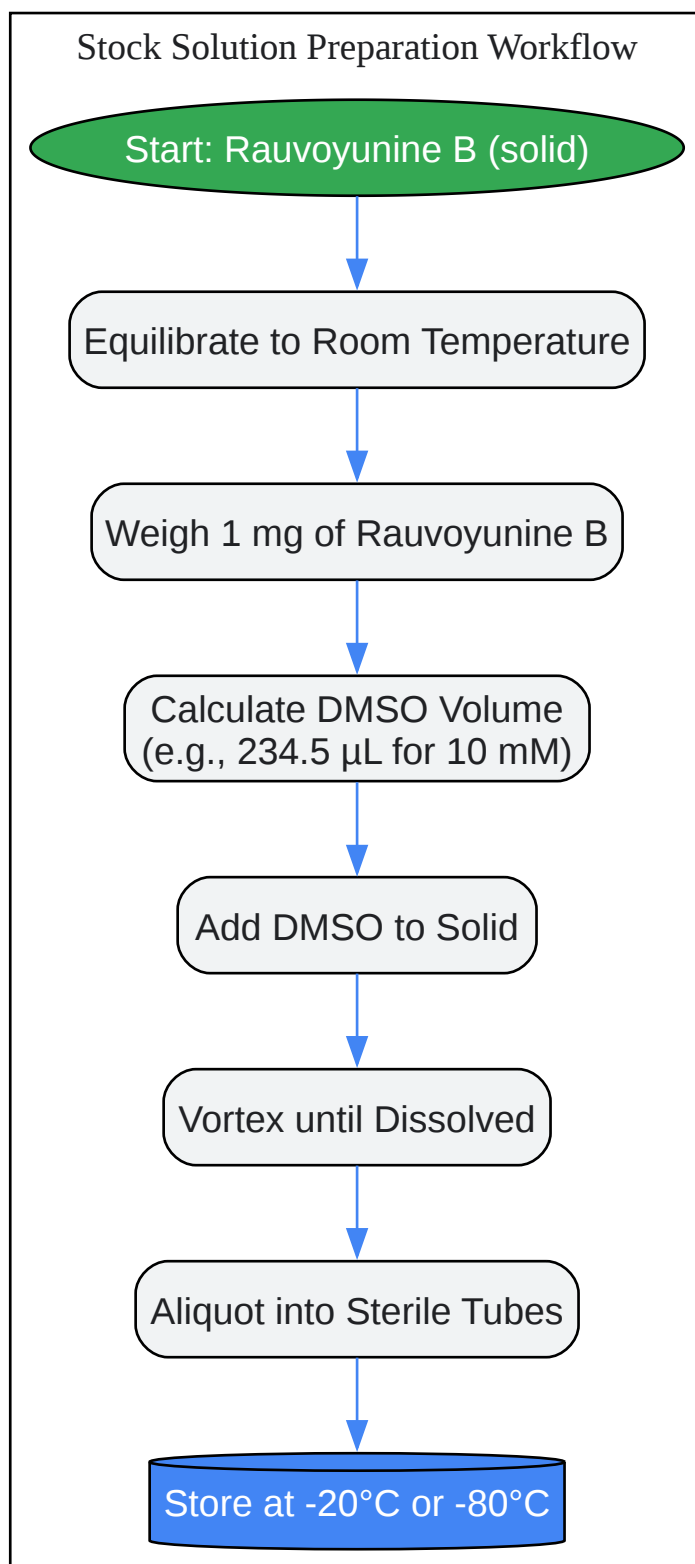 Stock Solution Preparation Workflow
Start: Rauvoyunine B (solid)
Equilibrate to Room Temperature
Weigh 1 mg of Rauvoyunine B
Calculate DMSO Volume
(e.g., 234.5 µL for 10 mM)
Add DMSO to Solid
Vortex until Dissolved
Aliquot into Sterile Tubes
Store at -20°C or -80°C